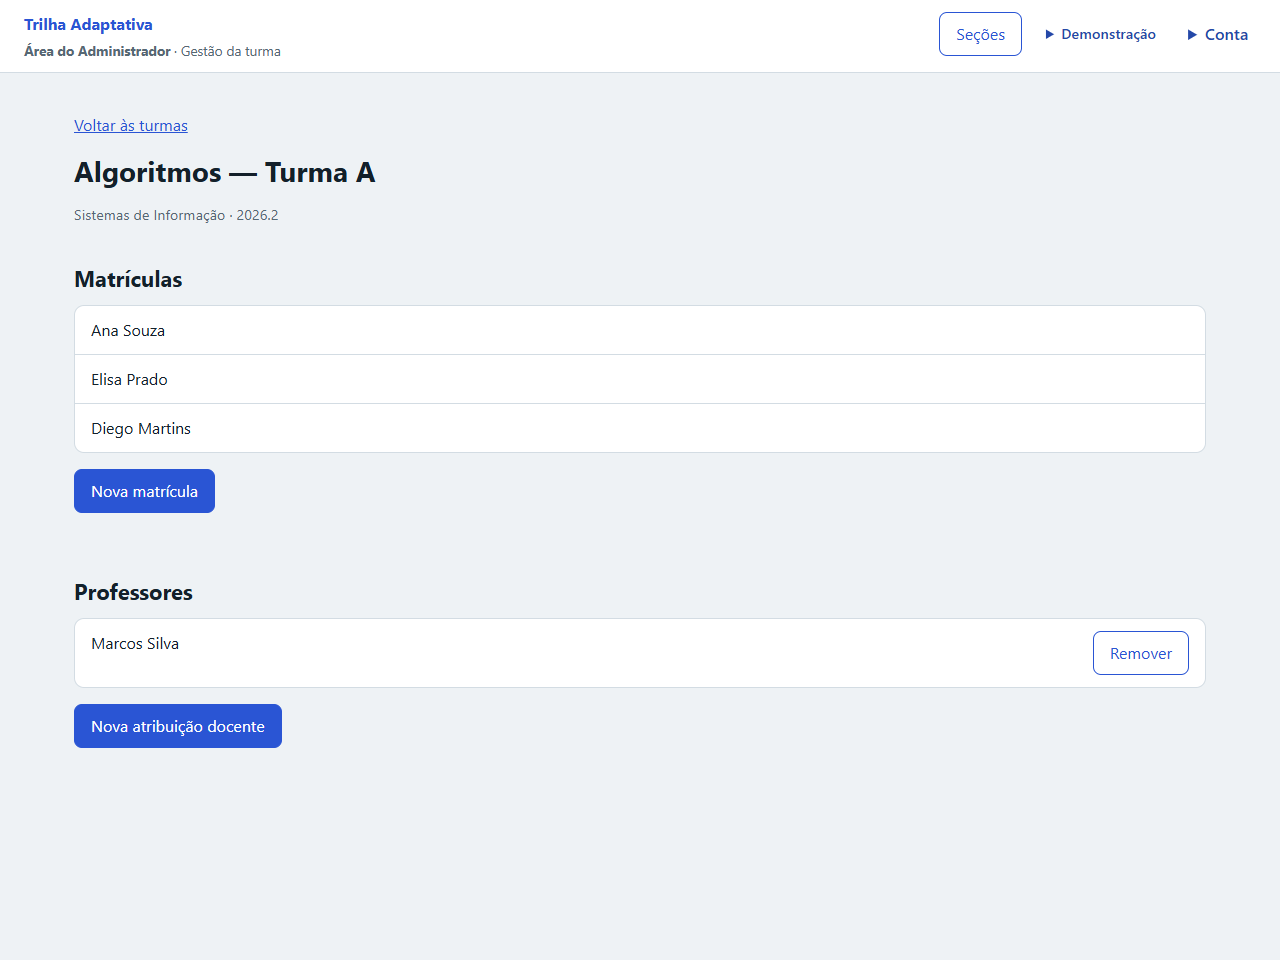 Trilha Adaptativa
Área do Administrador · Gestão da turma
Seções
Demonstração
Conta
Voltar às turmas
Algoritmos — Turma A
Sistemas de Informação · 2026.2
Matrículas
Ana Souza
Elisa Prado
Diego Martins
Nova matrícula
Professores
Marcos Silva
Remover
Nova atribuição docente